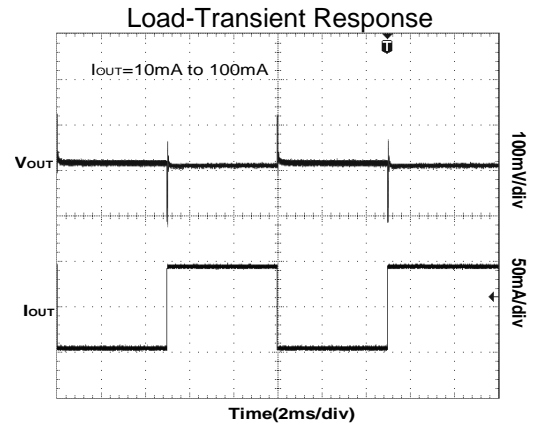 Load-Transient Response
T
IOUT=10mA to 100mA
VOUT
100mV/div
IOUT
50mA/div
Time(2ms/div)